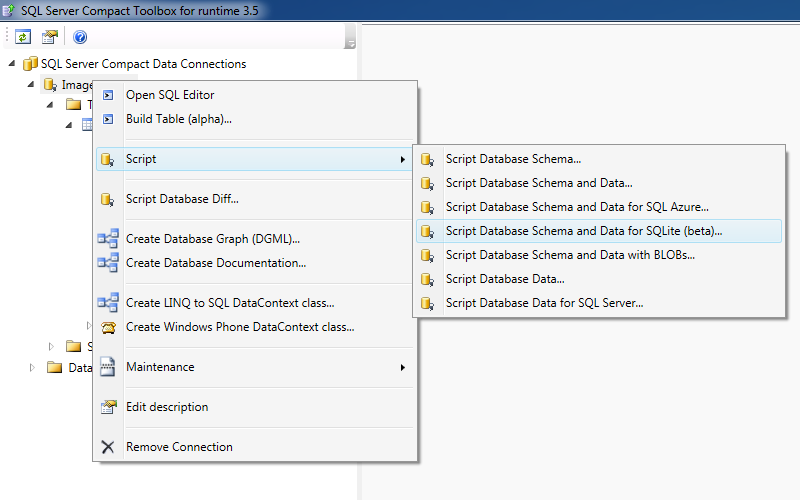 SQL Server Compact Toolbox for runtime 3.5
SQL Server Compact Data Connections
Open SQL Editor
Build Table (alpha)...
Script
Script Database Schema...
Script Database Schema and Data...
Script Database Diff...
Script Database Schema and Data for SQL Azure...
Script Database Schema and Data for SQLite (beta)...
Create Database Graph (DGML)...
Script Database Schema and Data with BLOBs...
Create Database Documentation...
Script Database Data...
Create LINQ to SQL DataContext class...
Script Database Data for SQL Server...
Create Windows Phone DataContext class...
Maintenance
Edit description
Remove Connection